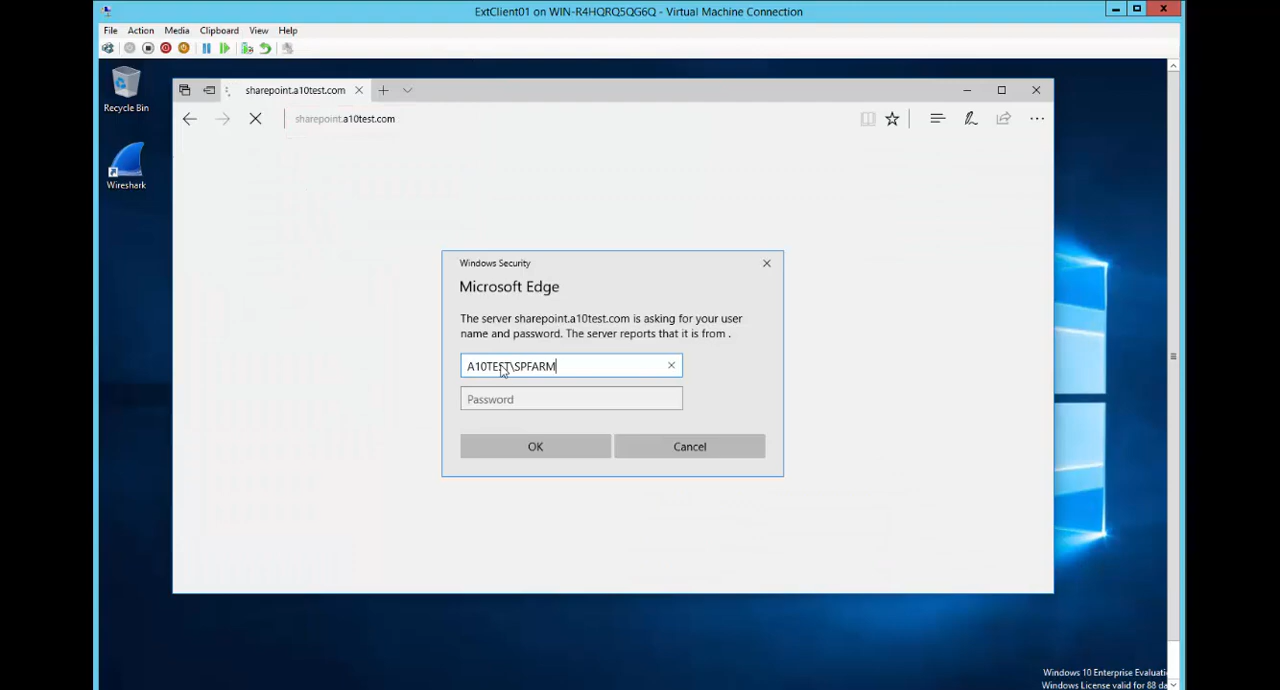 ExtClient01 on WIN-R4HQRQ5QG6Q - Virtual Machine Connection
File Action Media Clipboard View Help
Recycle Bin
Wireshark
sharepoint.a10test.com
sharepoint.a10test.com
Windows Security
Microsoft Edge
The server sharepoint.a10test.com is asking for your user
name and password. The server reports that it is from .
A10TEST\SPFARM
Password
OK Cancel
Windows 10 Enterprise Evaluati
Windows License valid for 88 da